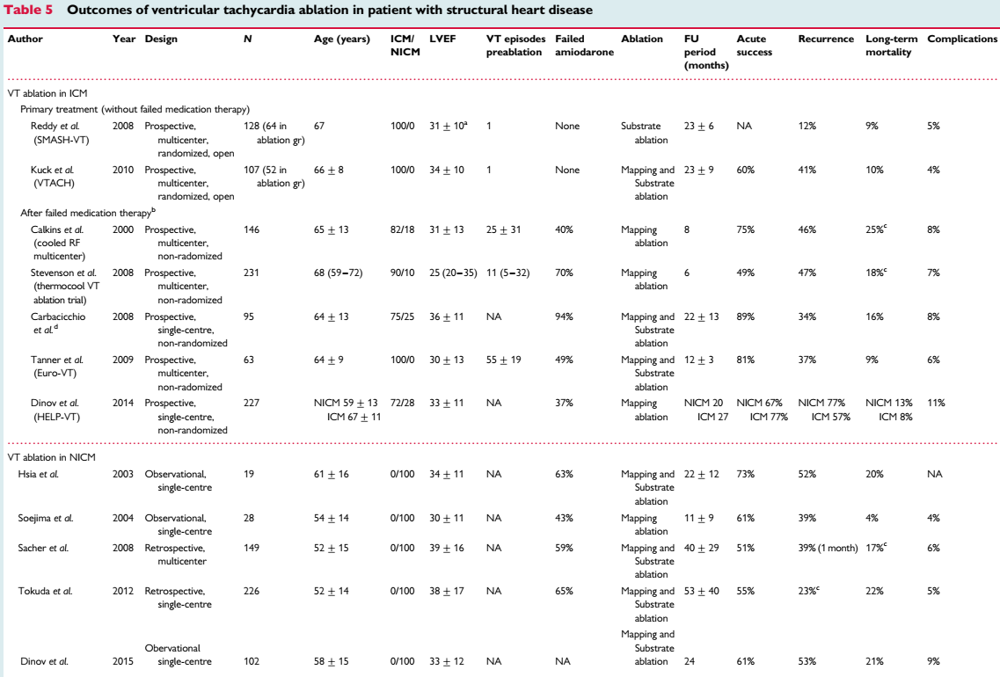 Table 5 Outcomes of ventricular tachycardia ablation in patient with structural heart disease
Author Year Design N Age (years) ICM/ LVEF VT episodes Failed Ablation FU Acute Recurrence Long-term Complications
NICM preablation amiodarone period success mortality
(months)
VT ablation in ICM
Primary treatment (without failed medication therapy)
Reddy et al. 2008 Prospective, 128 (64 in 67 100/0 31 ± 10a 1 None Substrate 23 ± 6 NA 12% 9% 5%
(SMASH-VT) multicenter, ablation gr) ablation
randomized, open
Kuck et al. 2010 Prospective, 107 (52 in 66 ± 8 100/0 34 ± 10 1 None Mapping and 23 ± 9 60% 41% 10% 4%
(VTACH) multicenter, ablation gr) Substrate
randomized, open ablation
After failed medication therapyb
Calkins et al. 2000 Prospective, 146 65 ± 13 82/18 31 ± 13 25 ± 31 40% Mapping 8 75% 46% 25%c 8%
(cooled RF multicenter, ablation
multicenter) non-radomized
Stevenson et al. 2008 Prospective, 231 68 (59–72) 90/10 25 (20–35) 11 (5–32) 70% Mapping 6 49% 47% 18%c 7%
(thermocool VT multicenter, ablation
ablation trial) non-radomized
Carbacicchio 2008 Prospective, 95 64 ± 13 75/25 36 ± 11 NA 94% Mapping and 22 ± 13 89% 34% 16% 8%
et al.d single-centre, Substrate
non-randomized ablation
Tanner et al. 2009 Prospective, 63 64 ± 9 100/0 30 ± 13 55 ± 19 49% Mapping and 12 ± 3 81% 37% 9% 6%
(Euro-VT) multicenter, Substrate
non-radomized ablation
Dinov et al. 2014 Prospective, 227 NICM 59 ± 13 72/28 33 ± 11 NA 37% Mapping NICM 20 NICM 67% NICM 77% NICM 13% 11%
(HELP-VT) single-centre, ICM 67 ± 11 ablation ICM 27 ICM 77% ICM 57% ICM 8%
non-randomized
VT ablation in NICM
Hsia et al. 2003 Observational, 19 61 ± 16 0/100 34 ± 11 NA 63% Mapping and 22 ± 12 73% 52% 20% NA
single-centre Substrate
ablation
Soejima et al. 2004 Observational, 28 54 ± 14 0/100 30 ± 11 NA 43% Mapping 11 ± 9 61% 39% 4% 4%
single-centre ablation
Sacher et al. 2008 Retrospective, 149 52 ± 15 0/100 39 ± 16 NA 59% Mapping and 40 ± 29 51% 39% (1 month) 17%c 6%
multicenter Substrate
ablation
Tokuda et al. 2012 Retrospective, 226 52 ± 14 0/100 38 ± 17 NA 65% Mapping and 53 ± 40 55% 23%c 22% 5%
single-centre Substrate
ablation
Mapping and
Obervational Substrate
Dinov et al. 2015 single-centre 102 58 ± 15 0/100 33 ± 12 NA NA ablation 24 61% 53% 21% 9%